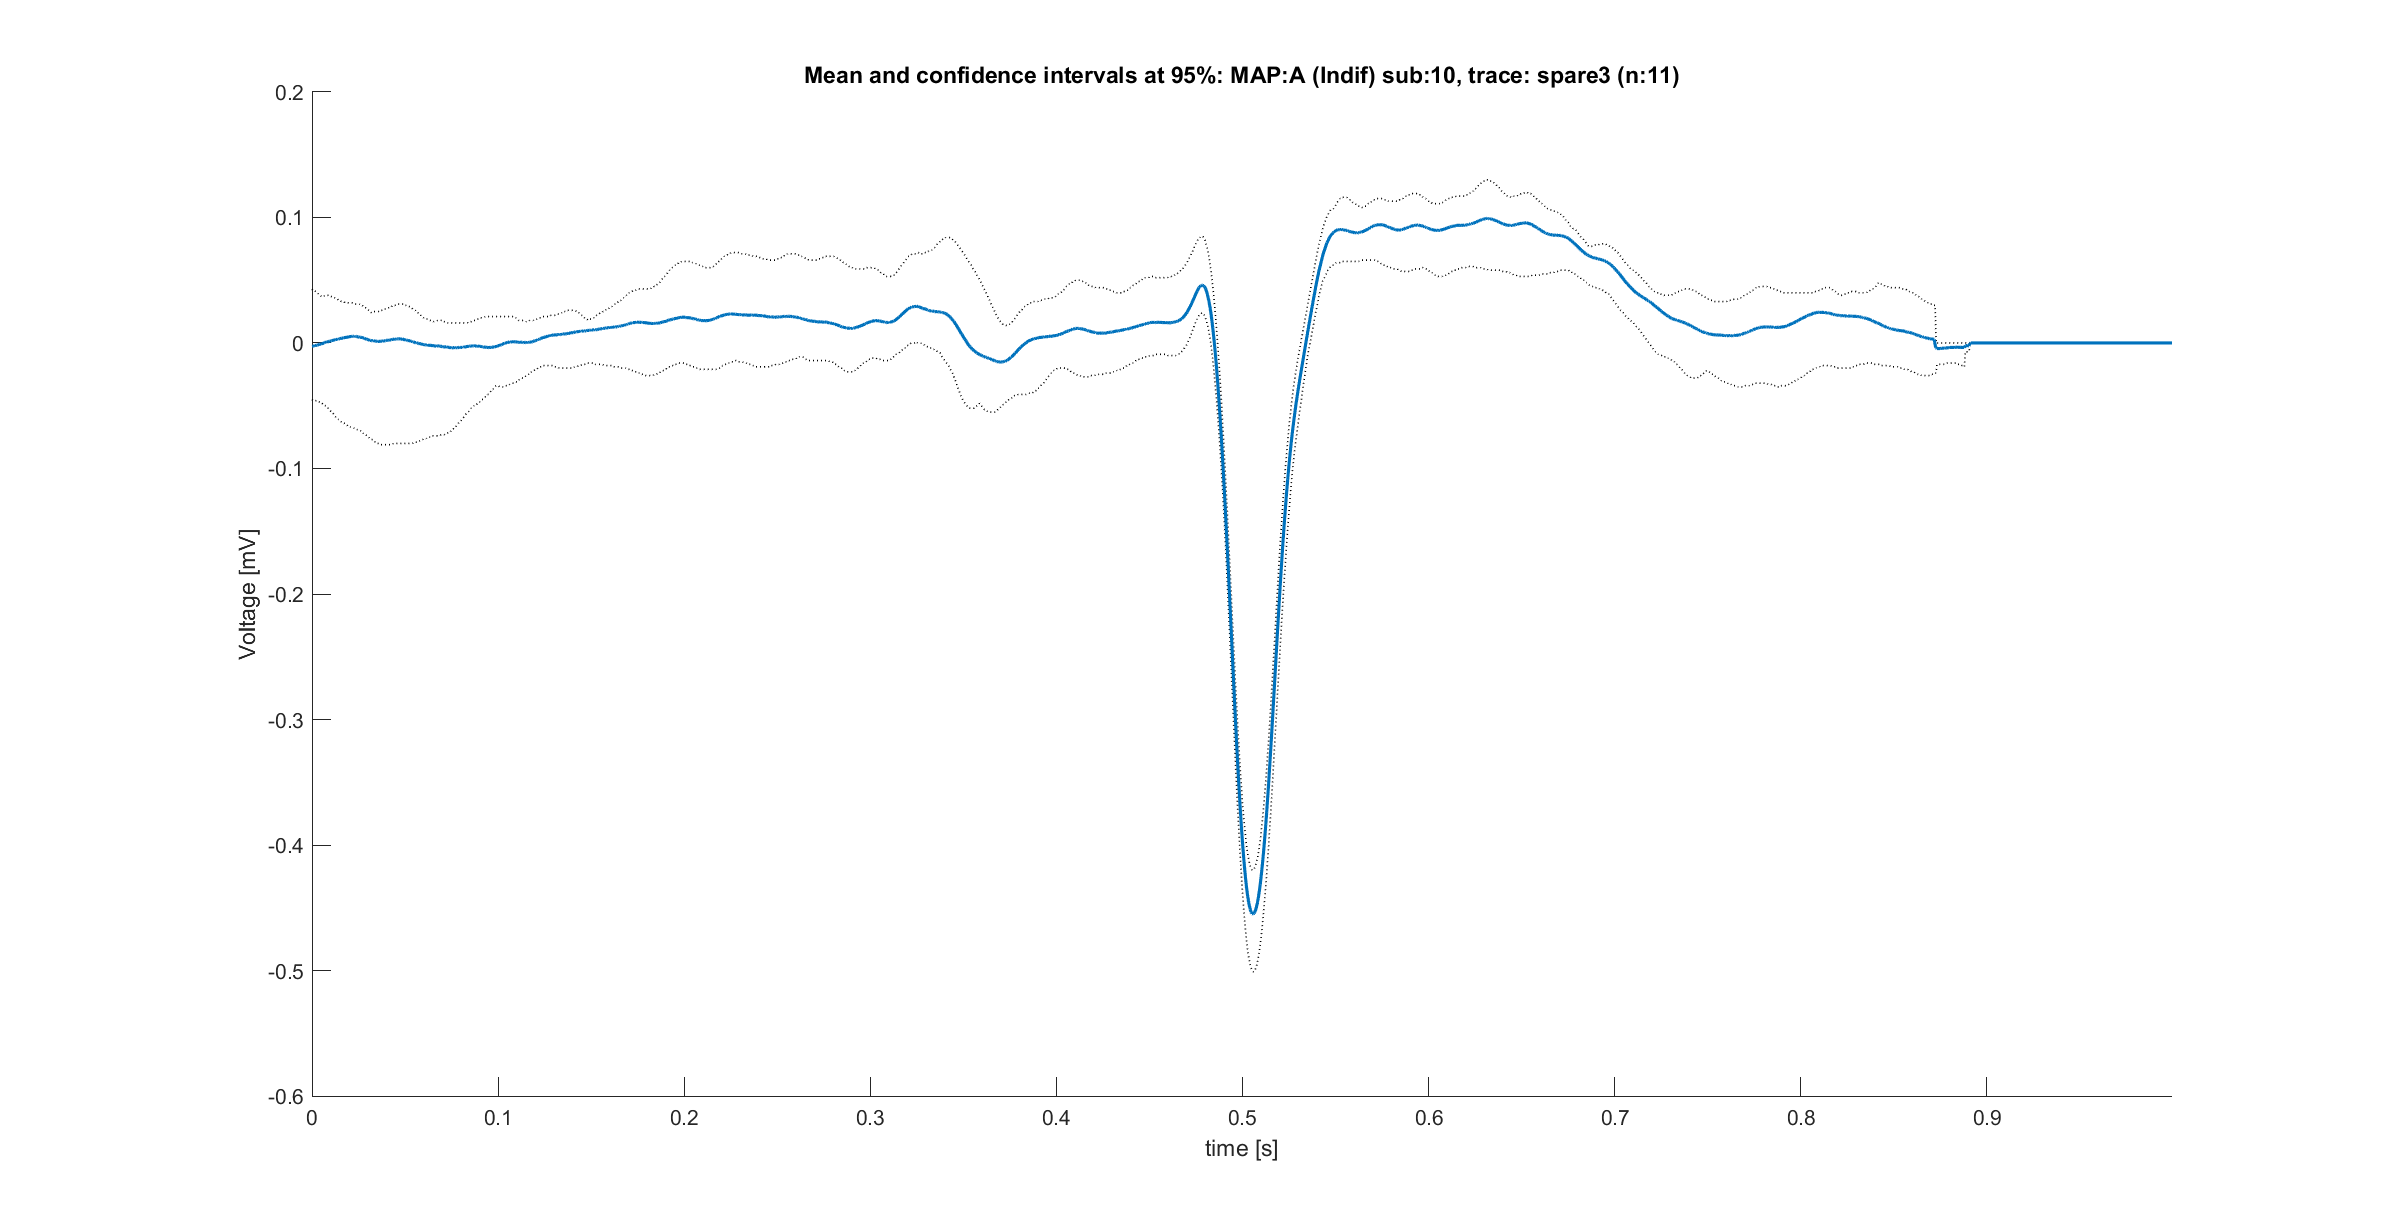 Mean and confidence intervals at 95%: MAP:A (Indif) sub:10, trace: spare3 (n:11)
0.2
0.1
0
-0.1
-0.2
-0.3
-0.4
-0.5
-0.6
Voltage [mV]
0 0.1 0.2 0.3 0.4 0.5 0.6 0.7 0.8 0.9
time [s]